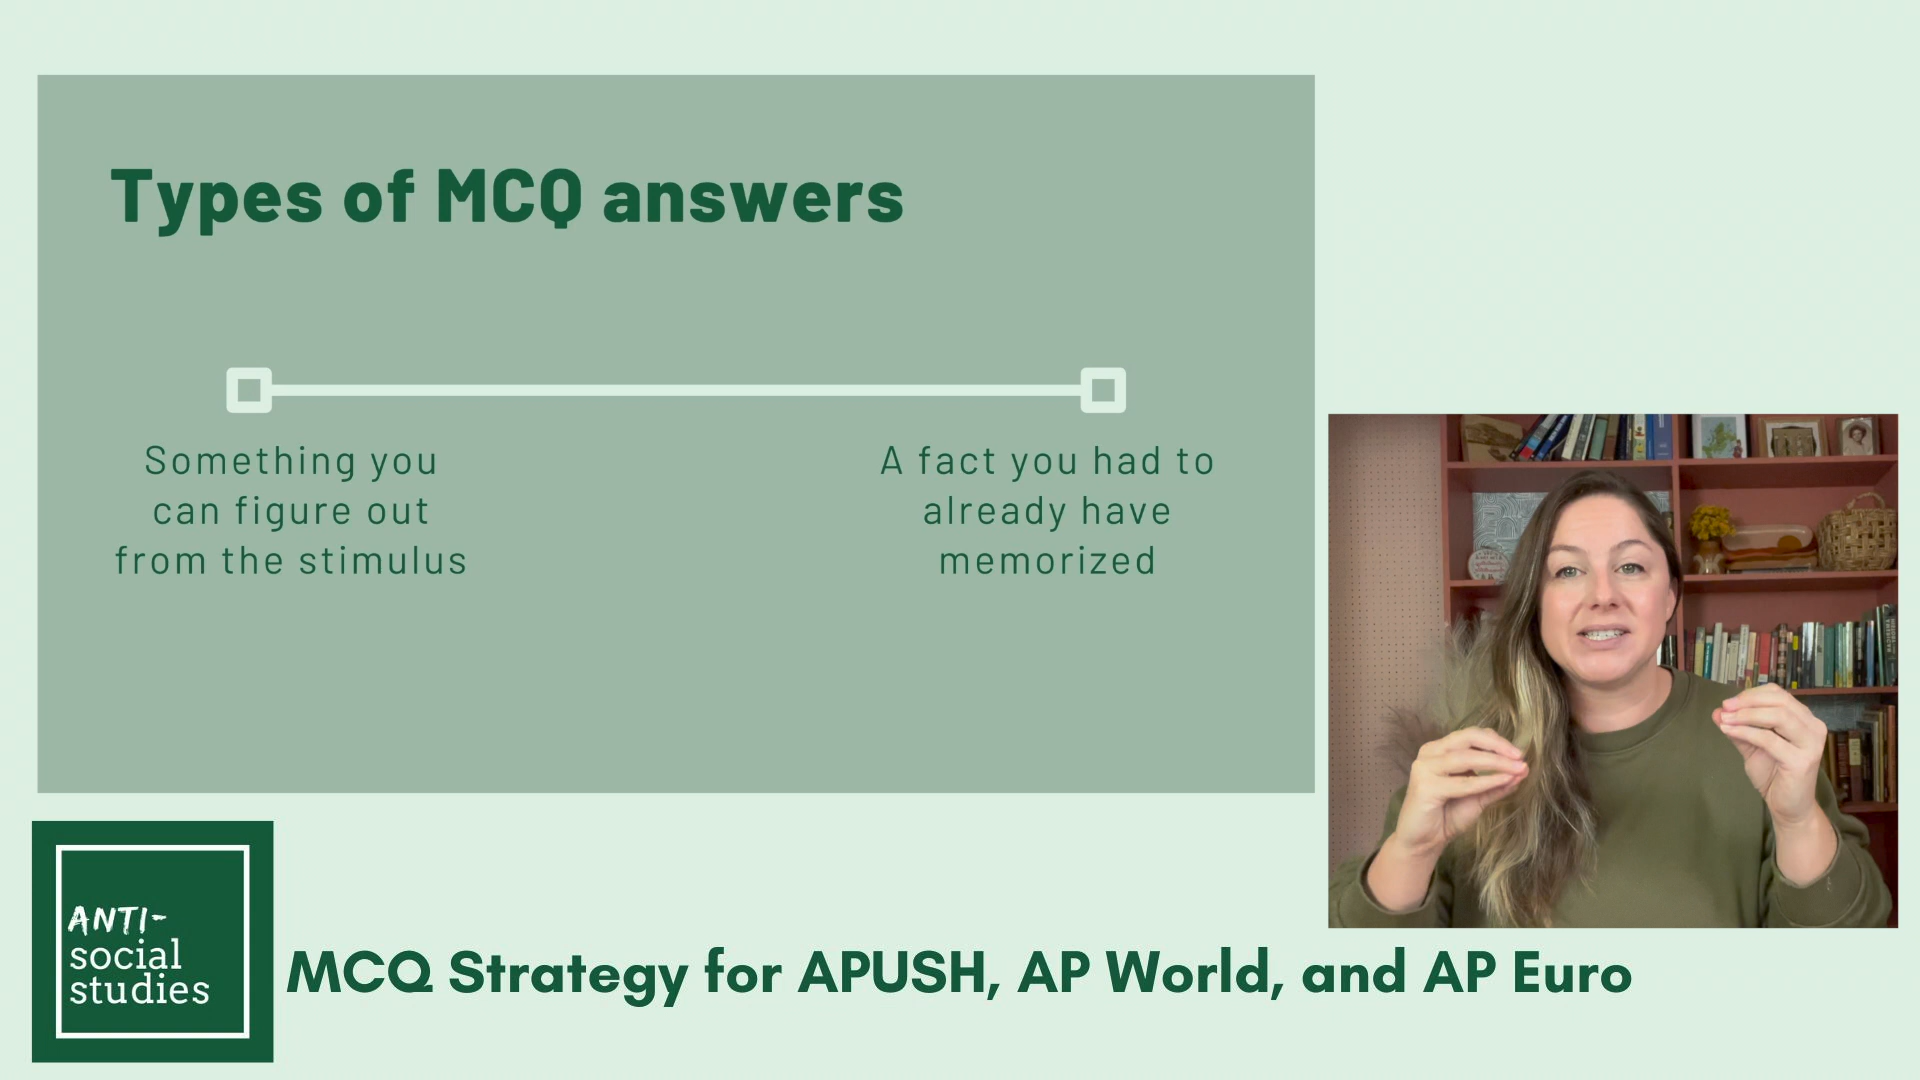 Types of MCQ answers
Something you
can figure out
from the stimulus
A fact you had to
already have
memorized
ANTI-
social
studies
MCQ Strategy for APUSH, AP World, and AP Euro